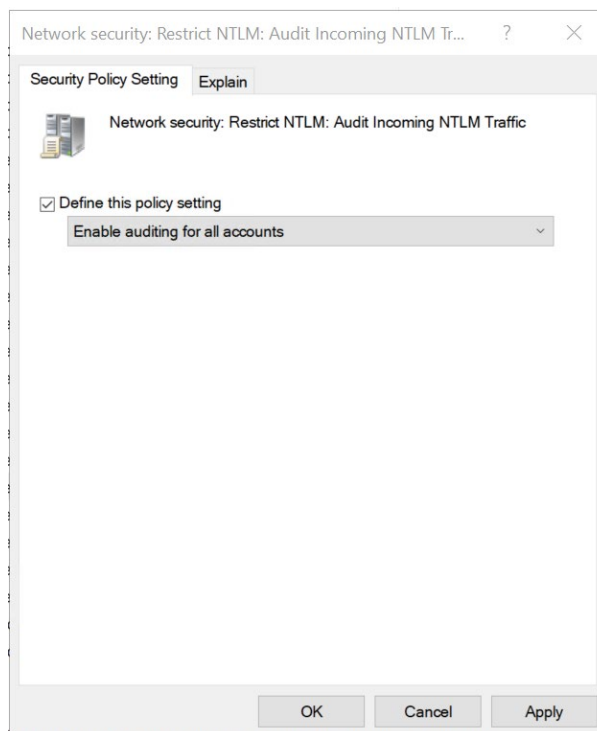 Network security: Restrict NTLM: Audit Incoming NTLM Tr...
Security Policy Setting
Explain
Network security: Restrict NTLM: Audit Incoming NTLM Traffic
Define this policy setting
Enable auditing for all accounts
OK
Cancel
Apply